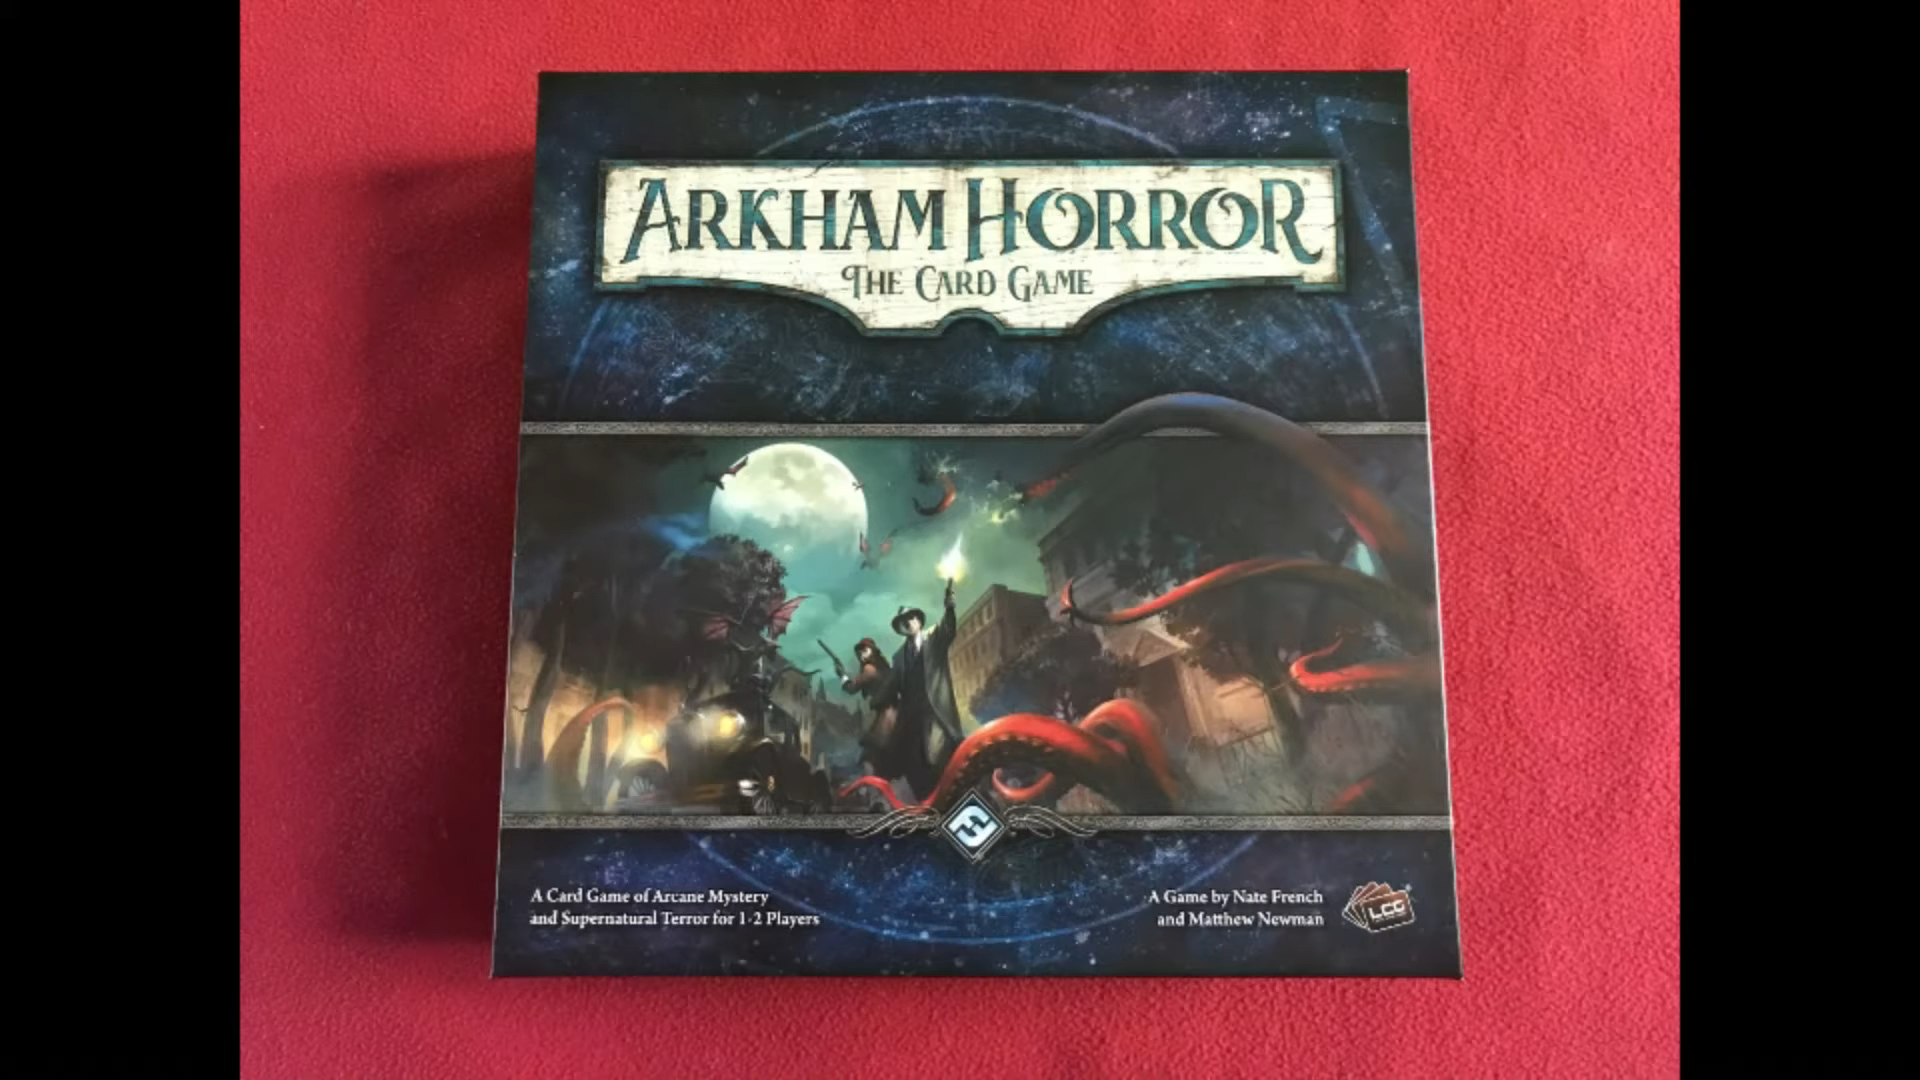 ARKHAM HORROR
THE CARD GAME
A Card Game of Arcane Mystery
and Supernatural Terror for 1-2 Players
A Game by Nate French
and Matthew Newman
LCG